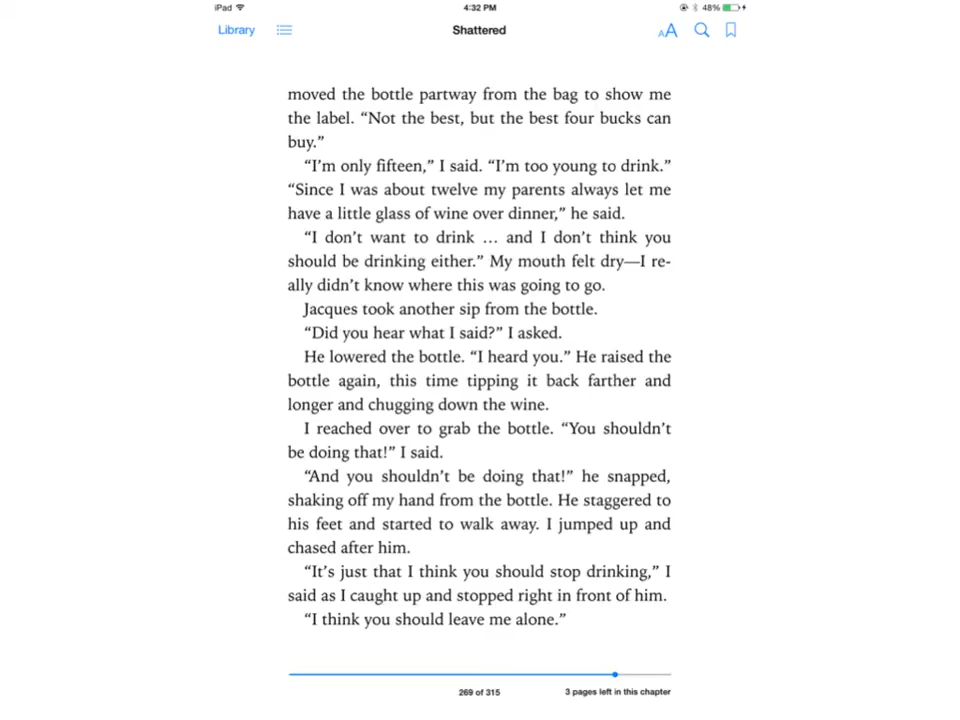 iPad 4:32 PM 48%
Library Shattered AA
moved the bottle partway from the bag to show me
the label. “Not the best, but the best four bucks can
buy.”
“I’m only fifteen,” I said. “I’m too young to drink.”
“Since I was about twelve my parents always let me
have a little glass of wine over dinner,” he said.
“I don’t want to drink … and I don’t think you
should be drinking either.” My mouth felt dry—I re-
ally didn’t know where this was going to go.
Jacques took another sip from the bottle.
“Did you hear what I said?” I asked.
He lowered the bottle. “I heard you.” He raised the
bottle again, this time tipping it back farther and
longer and chugging down the wine.
I reached over to grab the bottle. “You shouldn’t
be doing that!” I said.
“And you shouldn’t be doing that!” he snapped,
shaking off my hand from the bottle. He staggered to
his feet and started to walk away. I jumped up and
chased after him.
“It’s just that I think you should stop drinking,” I
said as I caught up and stopped right in front of him.
“I think you should leave me alone.”
269 of 315 3 pages left in this chapter